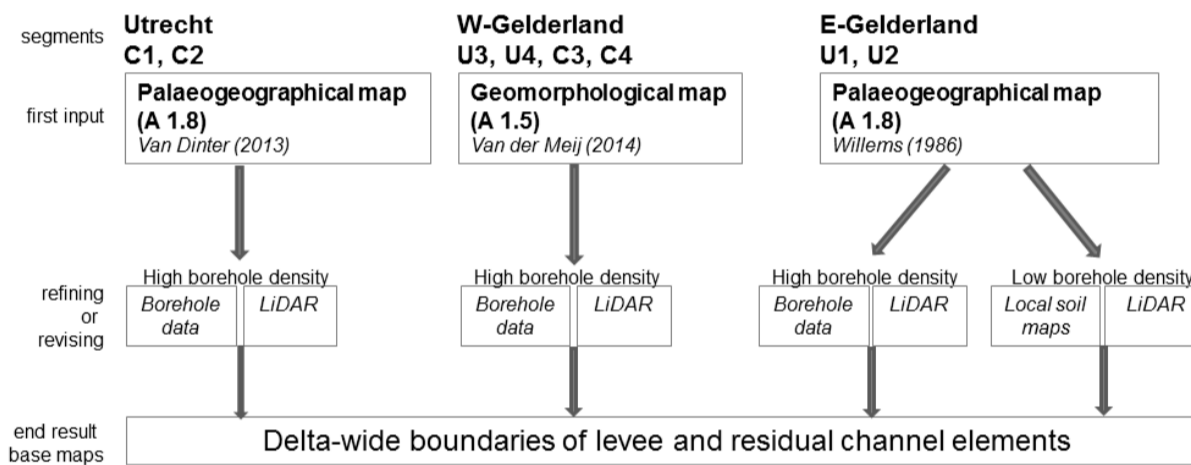 segments
Utrecht
C1, C2
W-Gelderland
U3, U4, C3, C4
E-Gelderland
U1, U2
first input
Palaeogeographical map
(A 1.8)
Van Dinter (2013)
Geomorphological map
(A 1.5)
Van der Meij (2014)
Palaeogeographical map
(A 1.8)
Willems (1986)
refining
or
revising
High borehole density
Borehole
data
LiDAR
High borehole density
Borehole
data
LiDAR
High borehole density
Borehole
data
LiDAR
Low borehole density
Local soil
maps
LiDAR
end result
base maps
Delta-wide boundaries of levee and residual channel elements